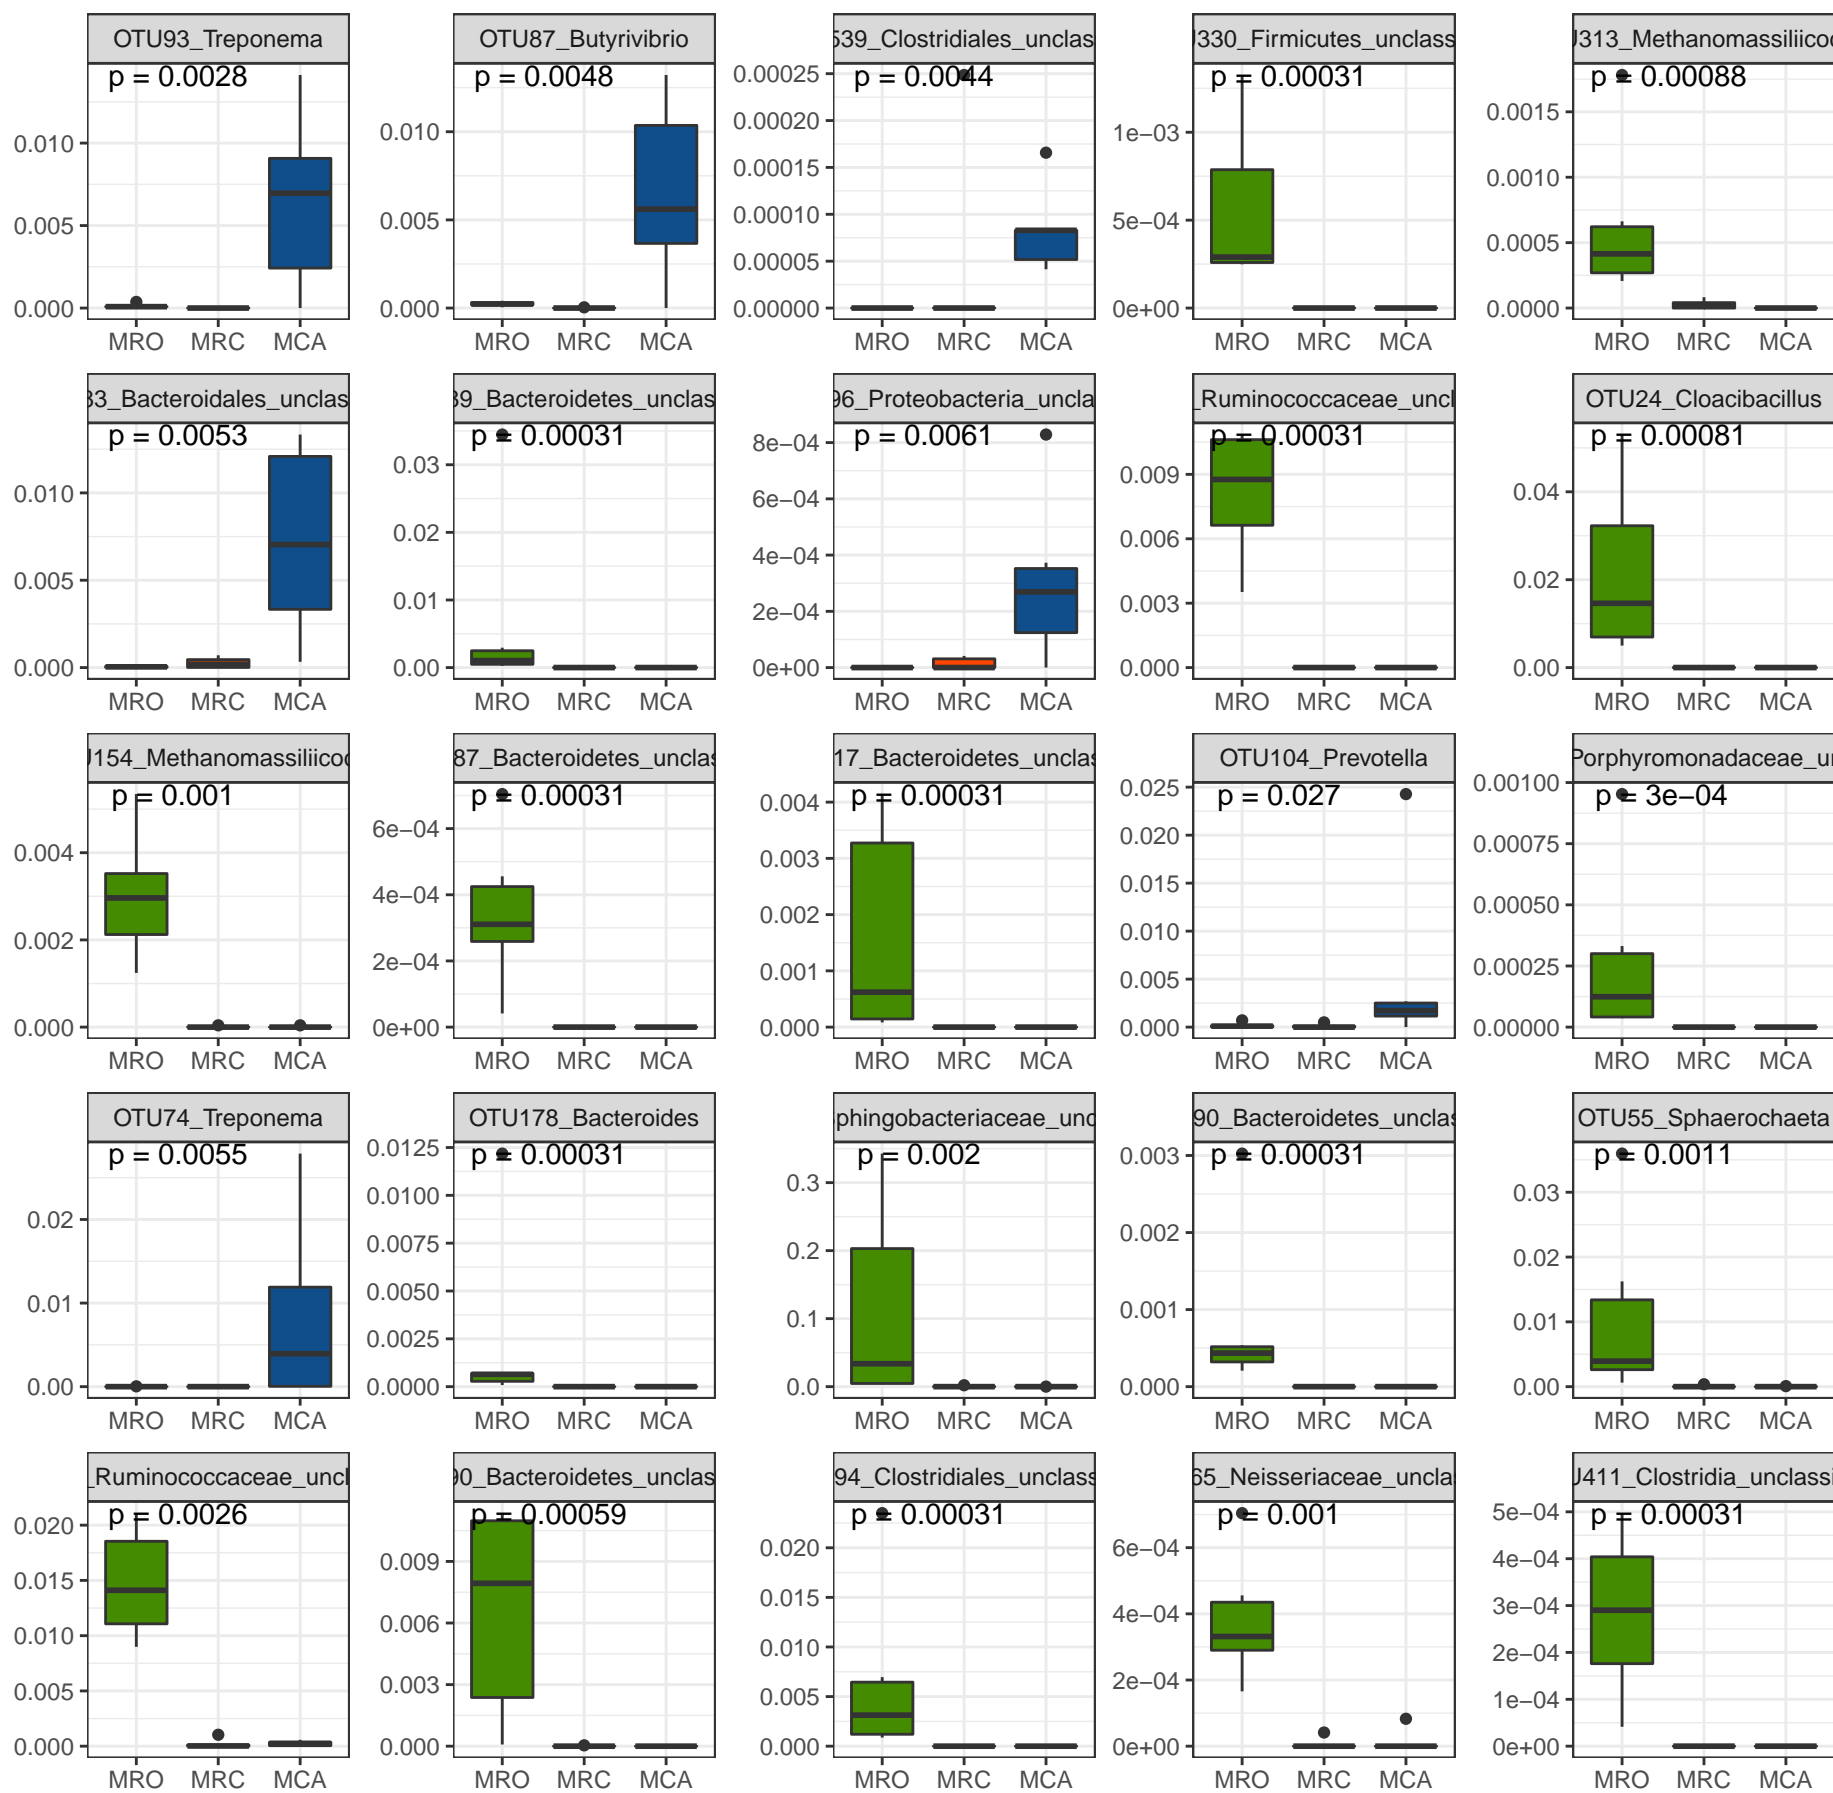 OTU93_Treponema
p = 0.0028
0.010
0.005
0.000
MRO MRC MCA
OTU87_Butyrivibrio
p = 0.0048
0.010
0.005
0.000
MRO MRC MCA
539_Clostridiales_unclas
p = 0.0044
0.00025
0.00020
0.00015
0.00010
0.00005
0.00000
MRO MRC MCA
J330_Firmicutes_unclass
p = 0.00031
1e−03
5e−04
0e+00
MRO MRC MCA
J313_Methanomassiliicoc
p = 0.00088
0.0015
0.0010
0.0005
0.0000
MRO MRC MCA
33_Bacteroidales_unclas
p = 0.0053
0.010
0.005
0.000
MRO MRC MCA
39_Bacteroidetes_unclas
p = 0.00031
0.03
0.02
0.01
0.00
MRO MRC MCA
96_Proteobacteria_uncla
p = 0.0061
8e−04
6e−04
4e−04
2e−04
0e+00
MRO MRC MCA
_Ruminococcaceae_uncl
p = 0.00031
0.009
0.006
0.003
0.000
MRO MRC MCA
OTU24_Cloacibacillus
p = 0.00081
0.04
0.02
0.00
MRO MRC MCA
J154_Methanomassiliicoc
p = 0.001
0.004
0.002
0.000
MRO MRC MCA
87_Bacteroidetes_unclas
p = 0.00031
6e−04
4e−04
2e−04
0e+00
MRO MRC MCA
17_Bacteroidetes_unclas
p = 0.00031
0.004
0.003
0.002
0.001
0.000
MRO MRC MCA
OTU104_Prevotella
p = 0.027
0.025
0.020
0.015
0.010
0.005
0.000
MRO MRC MCA
Porphyromonadaceae_un
p = 3e−04
0.00100
0.00075
0.00050
0.00025
0.00000
MRO MRC MCA
OTU74_Treponema
p = 0.0055
0.02
0.01
0.00
MRO MRC MCA
OTU178_Bacteroides
p = 0.00031
0.0125
0.0100
0.0075
0.0050
0.0025
0.0000
MRO MRC MCA
phingobacteriaceae_unc
p = 0.002
0.3
0.2
0.1
0.0
MRO MRC MCA
90_Bacteroidetes_unclas
p = 0.00031
0.003
0.002
0.001
0.000
MRO MRC MCA
OTU55_Sphaerochaeta
p = 0.0011
0.03
0.02
0.01
0.00
MRO MRC MCA
_Ruminococcaceae_uncl
p = 0.0026
0.020
0.015
0.010
0.005
0.000
MRO MRC MCA
90_Bacteroidetes_unclas
p = 0.00059
0.009
0.006
0.003
0.000
MRO MRC MCA
94_Clostridiales_unclass
p = 0.00031
0.020
0.015
0.010
0.005
0.000
MRO MRC MCA
65_Neisseriaceae_unclas
p = 0.001
6e−04
4e−04
2e−04
0e+00
MRO MRC MCA
J411_Clostridia_unclassi
p = 0.00031
5e−04
4e−04
3e−04
2e−04
1e−04
0e+00
MRO MRC MCA